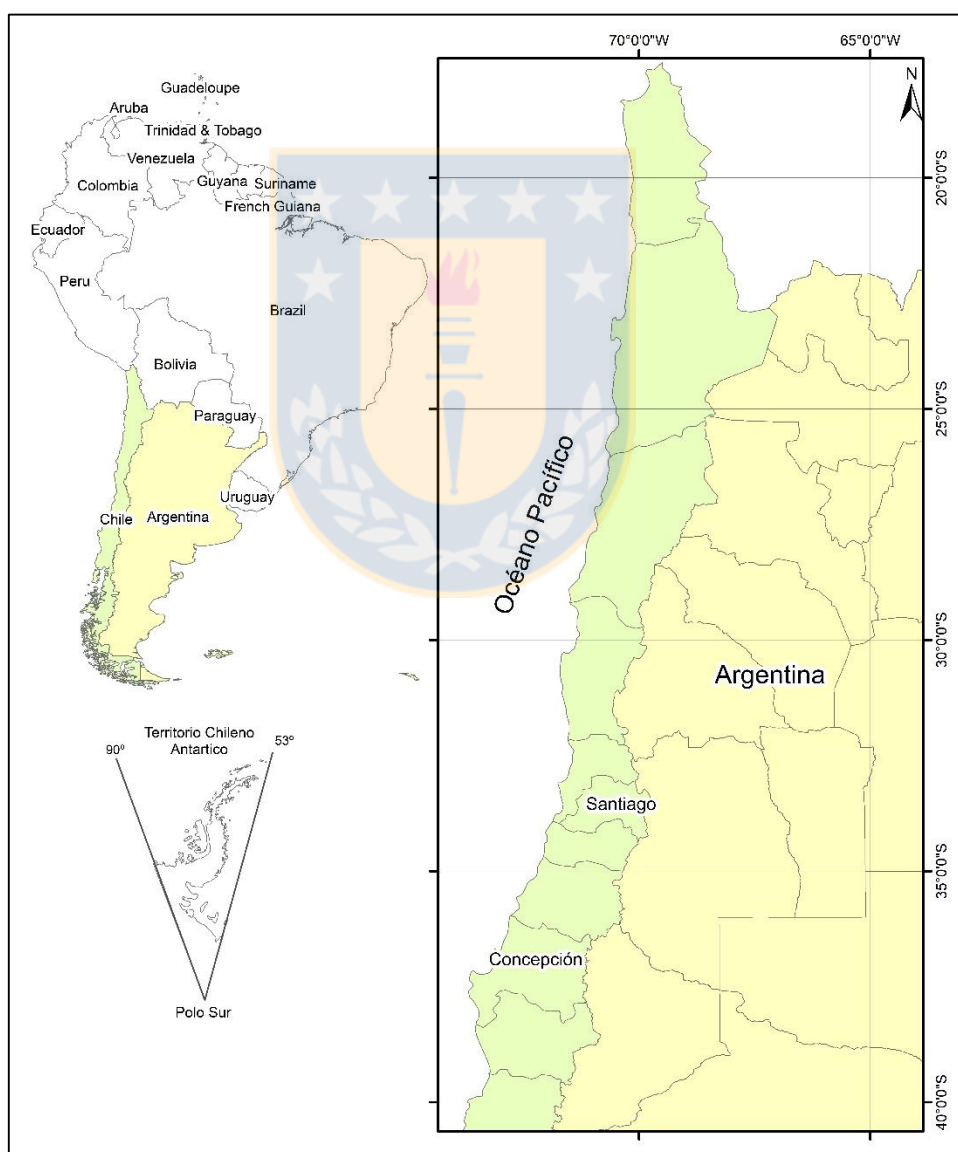 Guadeloupe
Aruba
Trinidad & Tobago
Venezuela
Guyana
Suriname
Colombia
French Guiana
Ecuador
Peru
Brazil
Bolivia
Paraguay
Uruguay
Chile
Argentina
Territorio Chileno
Antartico
90°
53°
Polo Sur
70°0'0"W
65°0'0"W
N
20°0'0"S
25°0'0"S
30°0'0"S
35°0'0"S
40°0'0"S
Océano Pacífico
Argentina
Santiago
Concepción